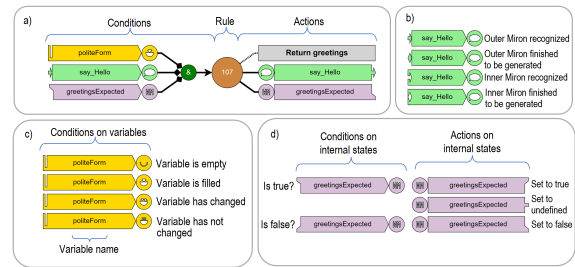 a) Conditions Rule Actions
politeForm Return greetings
say_Hello & 107 say_Hello
greetingsExpected greetingsExpected
b)
say_Hello Outer Miron recognized
say_Hello Outer Miron finished
to be generated
say_Hello Inner Miron recognized
say_Hello Inner Miron finished
to be generated
c) Conditions on variables
politeForm Variable is empty
politeForm Variable is filled
politeForm Variable has changed
politeForm Variable has not
changed
Variable name
d) Conditions on Actions on
internal states internal states
Is true? greetingsExpected greetingsExpected Set to true
greetingsExpected Set to
undefined
Is false? greetingsExpected greetingsExpected Set to false